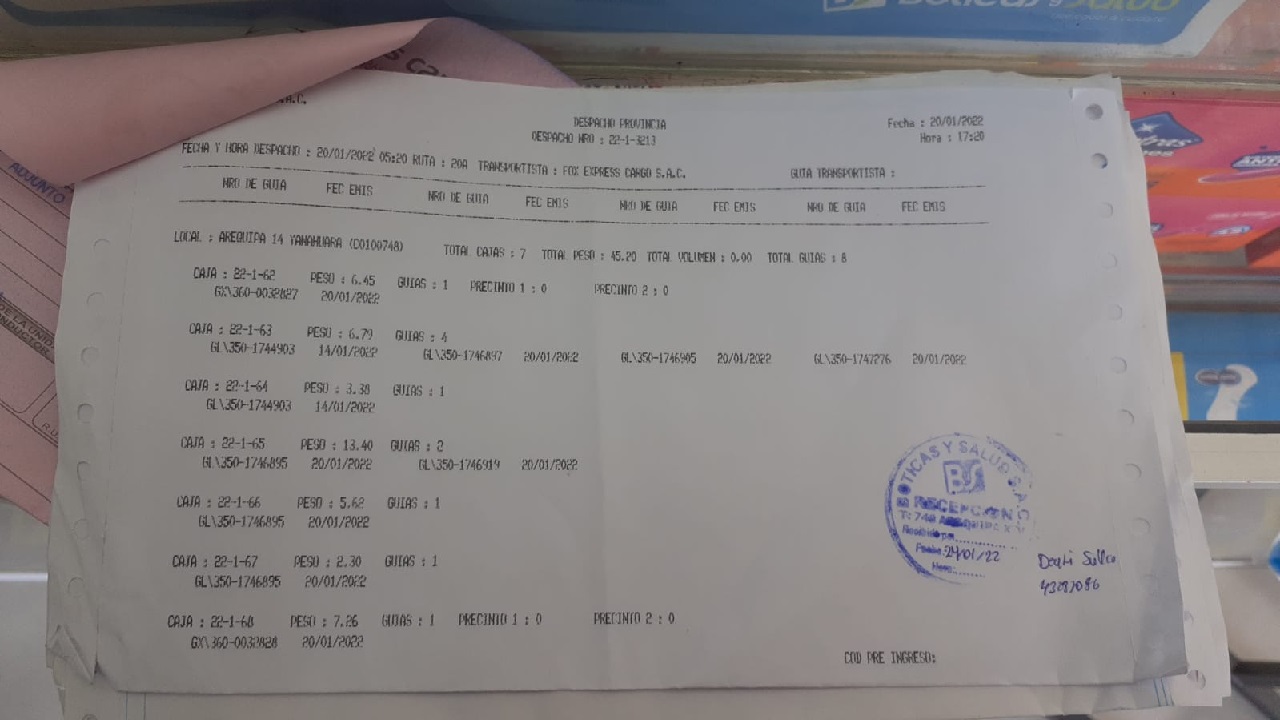 Boticas y Salud
A.C.
ADJUNTO
DESPACHO PROVINCIA
DESPACHO NRO : 22-1-3213
Fecha : 20/01/2022
Hora : 17:20
FECHA Y HORA DESPACHO : 20/01/2022 05:20 RUTA : 20A TRANSPORTISTA : FOX EXPRESS CARGO S.A.C. GUIA TRANSPORTISTA :
NRO DE GUIA FEC EMIS NRO DE GUIA FEC EMIS NRO DE GUIA FEC EMIS NRO DE GUIA FEC EMIS
LOCAL : AREQUIPA 14 YANAHUARA (C0100748) TOTAL CAJAS : 7 TOTAL PESO : 45.20 TOTAL VOLUMEN : 0.00 TOTAL GUIAS : 8
CAJA : 22-1-62 PESO : 6.45 GUIAS : 1 PRECINTO 1 : 0 PRECINTO 2 : 0
GX\360-0032827 20/01/2022
CAJA : 22-1-63 PESO : 6.79 GUIAS : 4
GL\350-1744903 14/01/2022 GL\350-1746897 20/01/2022 GL\350-1746905 20/01/2022 GL\350-1747276 20/01/2022
CAJA : 22-1-64 PESO : 3.38 GUIAS : 1
GL\350-1744903 14/01/2022
CAJA : 22-1-65 PESO : 13.40 GUIAS : 2
GL\350-1746895 20/01/2022 GL\350-1746919 20/01/2022
CAJA : 22-1-66 PESO : 5.62 GUIAS : 1
GL\350-1746895 20/01/2022
CAJA : 22-1-67 PESO : 2.30 GUIAS : 1
GL\350-1746895 20/01/2022
CAJA : 22-1-68 PESO : 7.26 GUIAS : 1 PRECINTO 1 : 0 PRECINTO 2 : 0
GX\360-0032828 20/01/2022
BOTICAS Y SALUD S.A.C.
BS
RECEPCION
Fecha: 24/01/22
Hora:
COD PRE INGRESO: